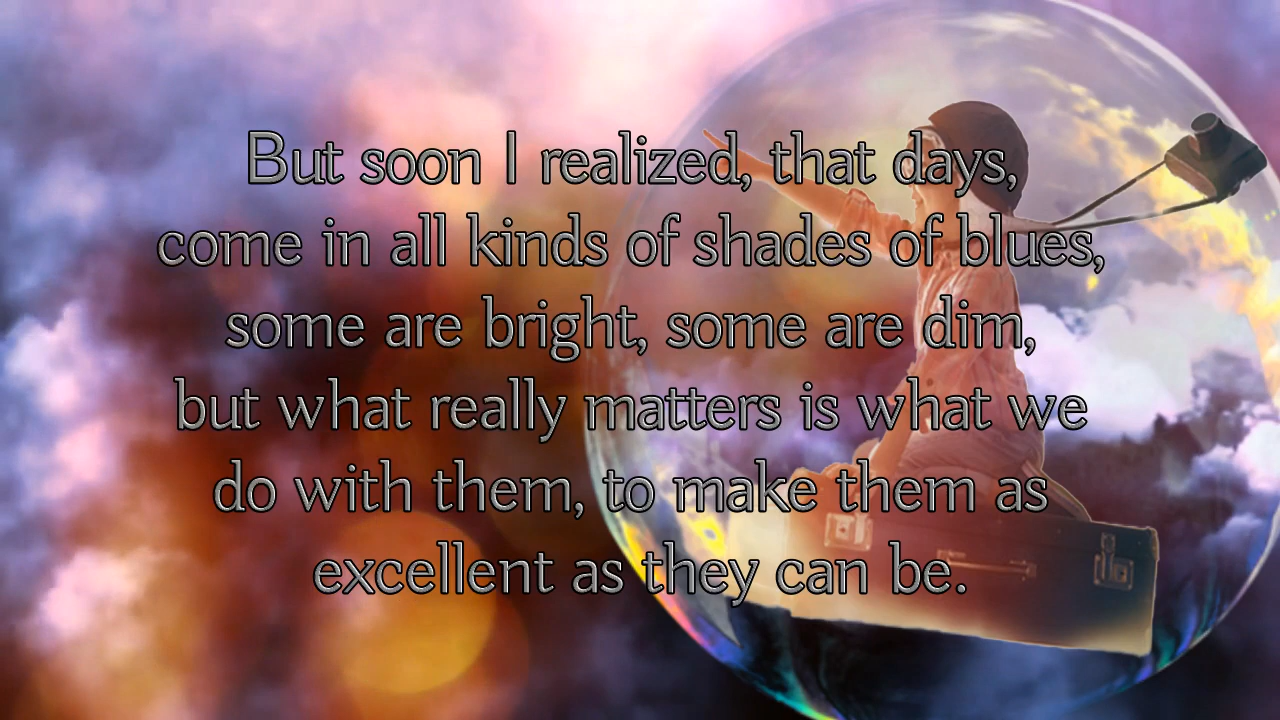 But soon I realized, that days,
come in all kinds of shades of blues,
some are bright, some are dim,
but what really matters is what we
do with them, to make them as
excellent as they can be.